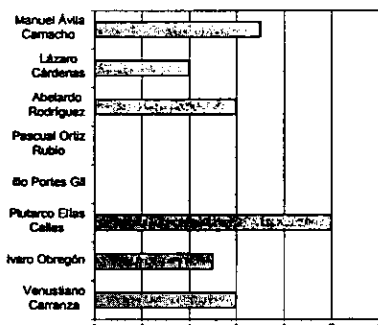 Manuel Ávila
Camacho
Lázaro
Cárdenas
Abelardo
Rodríguez
Pascual Ortiz
Rubio
ilio Portes Gil
Plutarco Elías
Calles
lvaro Obregón
Venustiano
Carranza